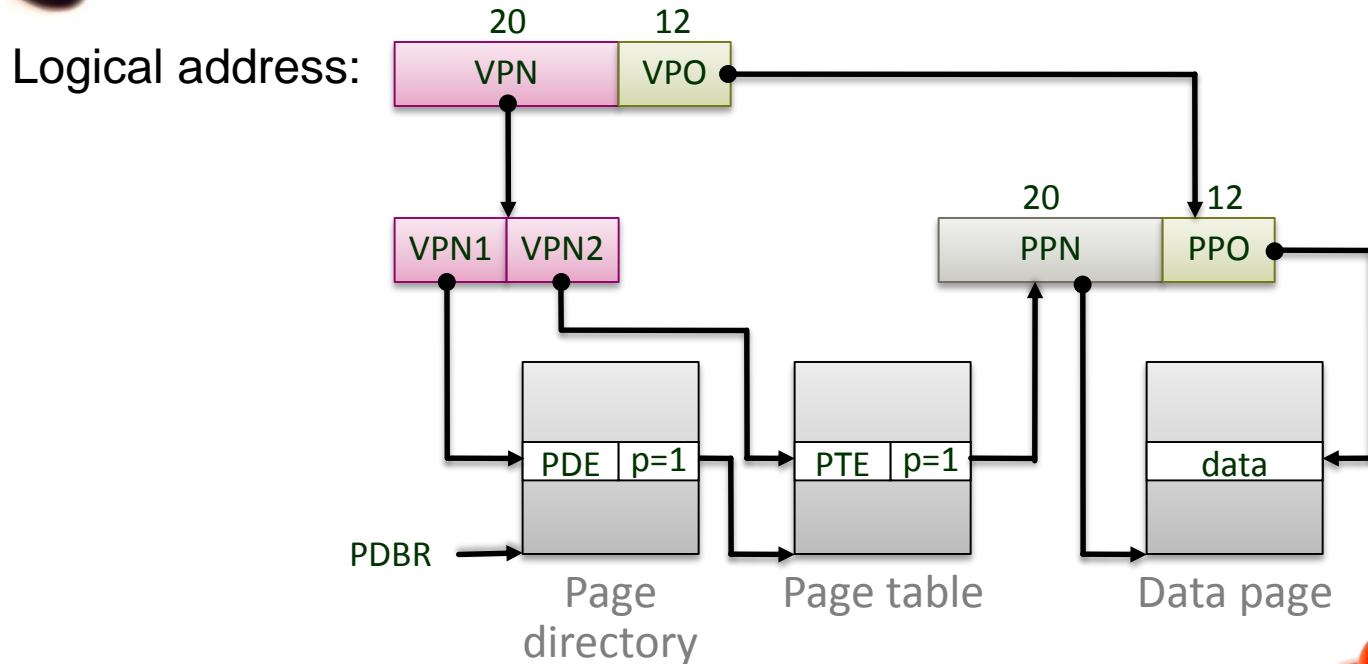 20 12
Logical address: VPN VPO
20 12
VPN1 VPN2 PPN PPO
PDE p=1 PTE p=1 data
PDBR
Page Page table Data page
directory